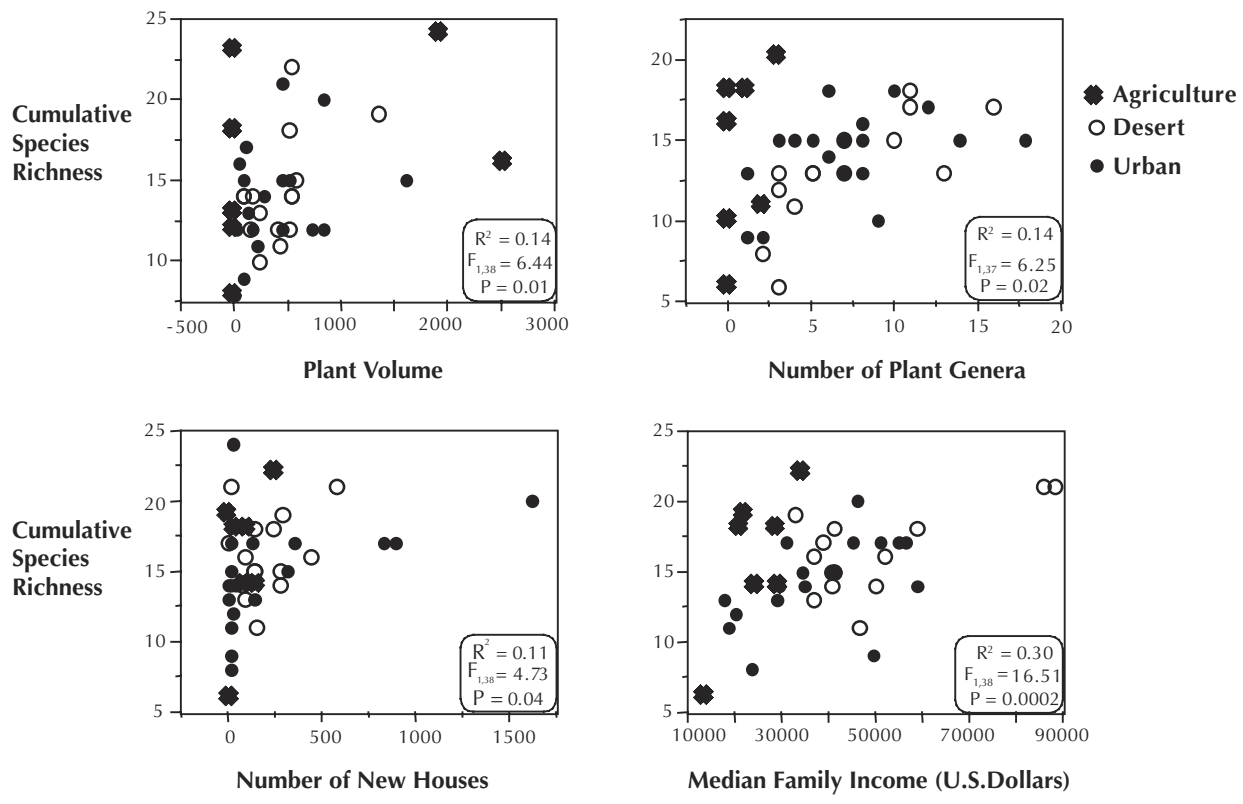 25
20
15
10
Cumulative
Species
Richness
-500
0
1000
2000
3000
Plant Volume
R² = 0.14
F1,38 = 6.44
P = 0.01
20
15
10
5
0
5
10
15
20
Number of Plant Genera
R² = 0.14
F1,37 = 6.25
P = 0.02
Agriculture
Desert
Urban
25
20
15
10
5
Cumulative
Species
Richness
0
500
1000
1500
Number of New Houses
R² = 0.11
F1,38 = 4.73
P = 0.04
25
20
15
10
5
10000
30000
50000
70000
90000
Median Family Income (U.S.Dollars)
R² = 0.30
F1,38 = 16.51
P = 0.0002